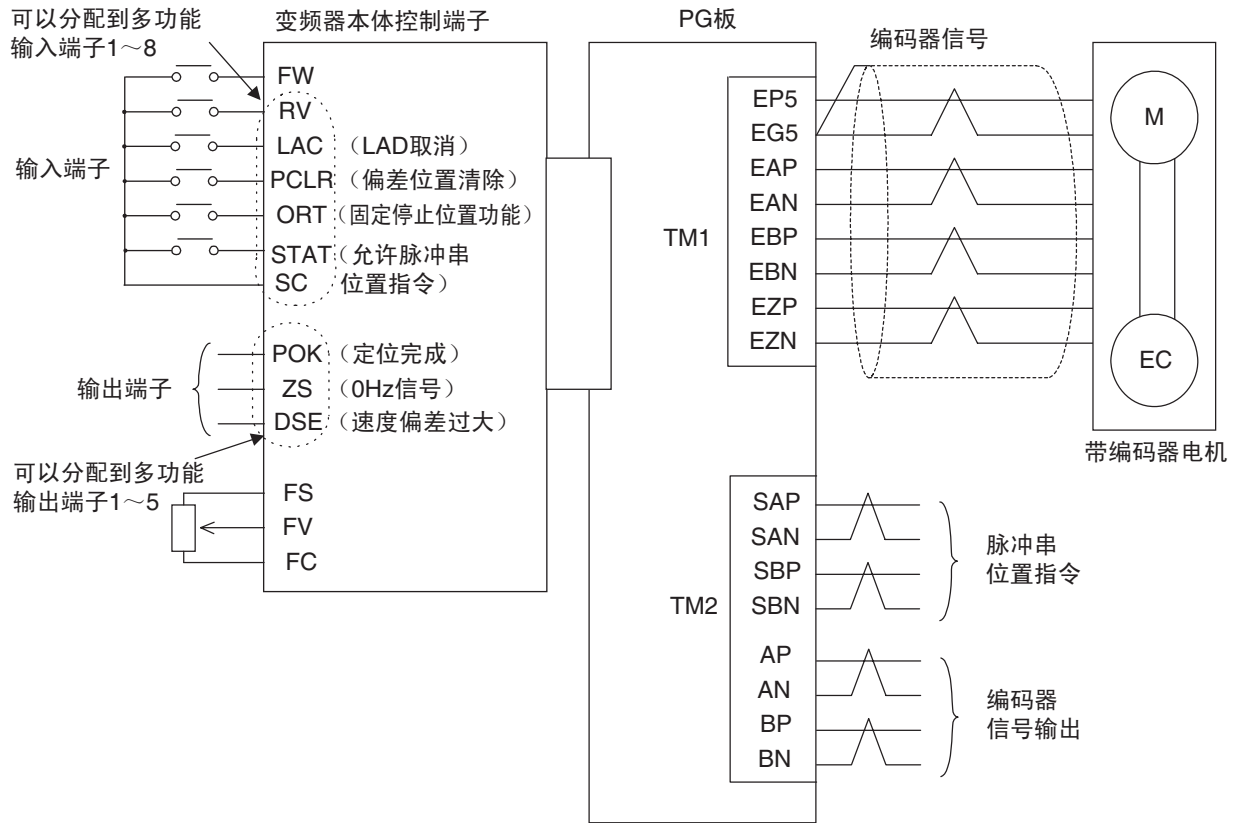 可以分配到多功能
输入端子1～8
变频器本体控制端子
PG板
编码器信号
输入端子
FW
RV
LAC （LAD取消）
PCLR（偏差位置清除）
ORT（固定停止位置功能）
STAT（允许脉冲串
SC 位置指令）
输出端子
POK（定位完成）
ZS （0Hz信号）
DSE（速度偏差过大）
可以分配到多功能
输出端子1～5
FS
FV
FC
TM1
EP5
EG5
EAP
EAN
EBP
EBN
EZP
EZN
M
EC
带编码器电机
TM2
SAP
SAN
SBP
SBN
AP
AN
BP
BN
脉冲串
位置指令
编码器
信号输出